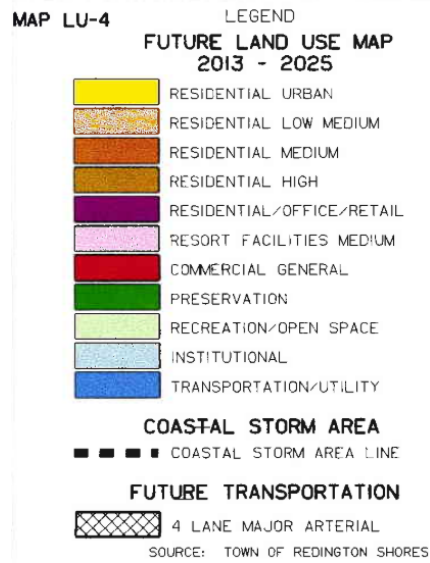 MAP LU-4
LEGEND
FUTURE LAND USE MAP
2013 - 2025
RESIDENTIAL URBAN
RESIDENTIAL LOW MEDIUM
RESIDENTIAL MEDIUM
RESIDENTIAL HIGH
RESIDENTIAL/OFFICE/RETAIL
RESORT FACILITIES MEDIUM
COMMERCIAL GENERAL
PRESERVATION
RECREATION/OPEN SPACE
INSTITUTIONAL
TRANSPORTATION/UTILITY
COASTAL STORM AREA
COASTAL STORM AREA LINE
FUTURE TRANSPORTATION
4 LANE MAJOR ARTERIAL
SOURCE: TOWN OF REDINGTON SHORES